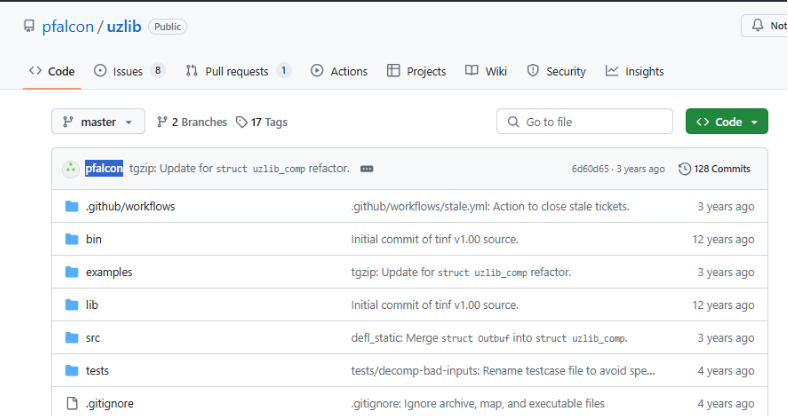 pfalcon / uzlib Public Not
Code Issues 8 Pull requests 1 Actions Projects Wiki Security Insights
master 2 Branches 17 Tags Go to file Code
pfalcon tgzip: Update for struct uzlib_comp refactor. 6d60d65 · 3 years ago 128 Commits
.github/workflows .github/workflows/stale.yml: Action to close stale tickets. 3 years ago
bin Initial commit of tinf v1.00 source. 12 years ago
examples tgzip: Update for struct uzlib_comp refactor. 3 years ago
lib Initial commit of tinf v1.00 source. 12 years ago
src defl_static: Merge struct Outbuf into struct uzlib_comp. 3 years ago
tests tests/decomp-bad-inputs: Rename testcase file to avoid spe... 4 years ago
.gitignore .gitignore: Ignore archive, map, and executable files 4 years ago